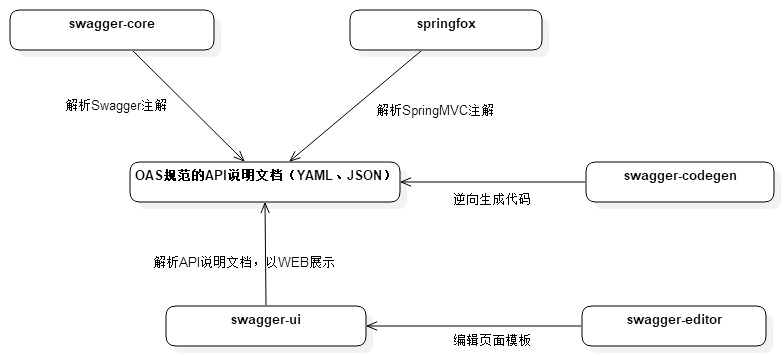 swagger-core
springfox
解析Swagger注解
解析SpringMVC注解
OAS规范的API说明文档（YAML、JSON）
swagger-codegen
逆向生成代码
解析API说明文档，以WEB展示
swagger-ui
swagger-editor
编辑页面模板